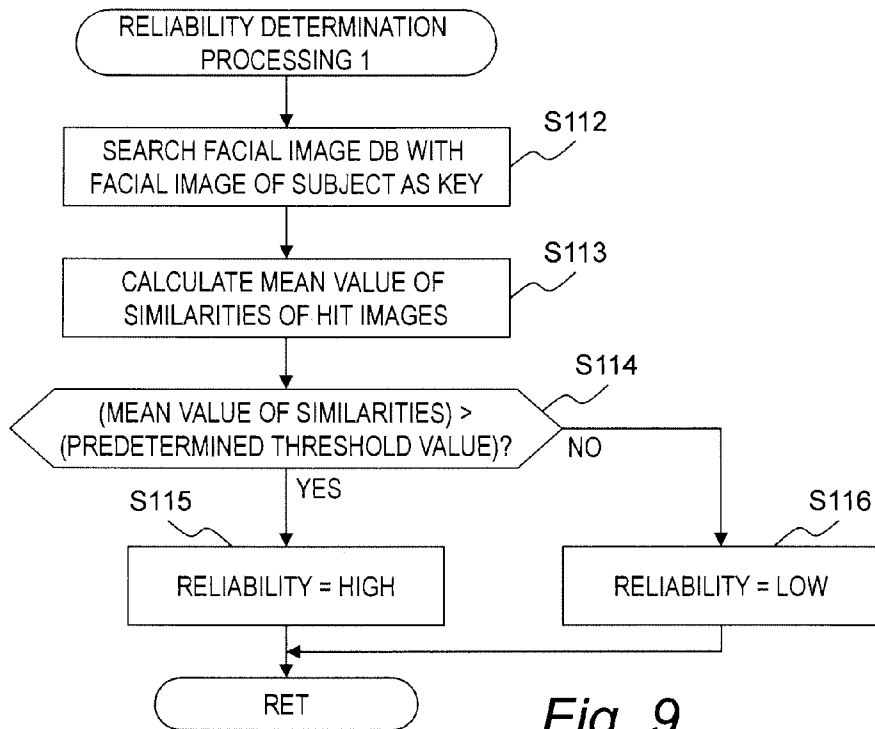 RELIABILITY DETERMINATION
PROCESSING 1
S112
SEARCH FACIAL IMAGE DB WITH
FACIAL IMAGE OF SUBJECT AS KEY
S113
CALCULATE MEAN VALUE OF
SIMILARITIES OF HIT IMAGES
S114
(MEAN VALUE OF SIMILARITIES) >
(PREDETERMINED THRESHOLD VALUE)?
NO
YES
S115
S116
RELIABILITY = HIGH
RELIABILITY = LOW
RET
Fig. 9